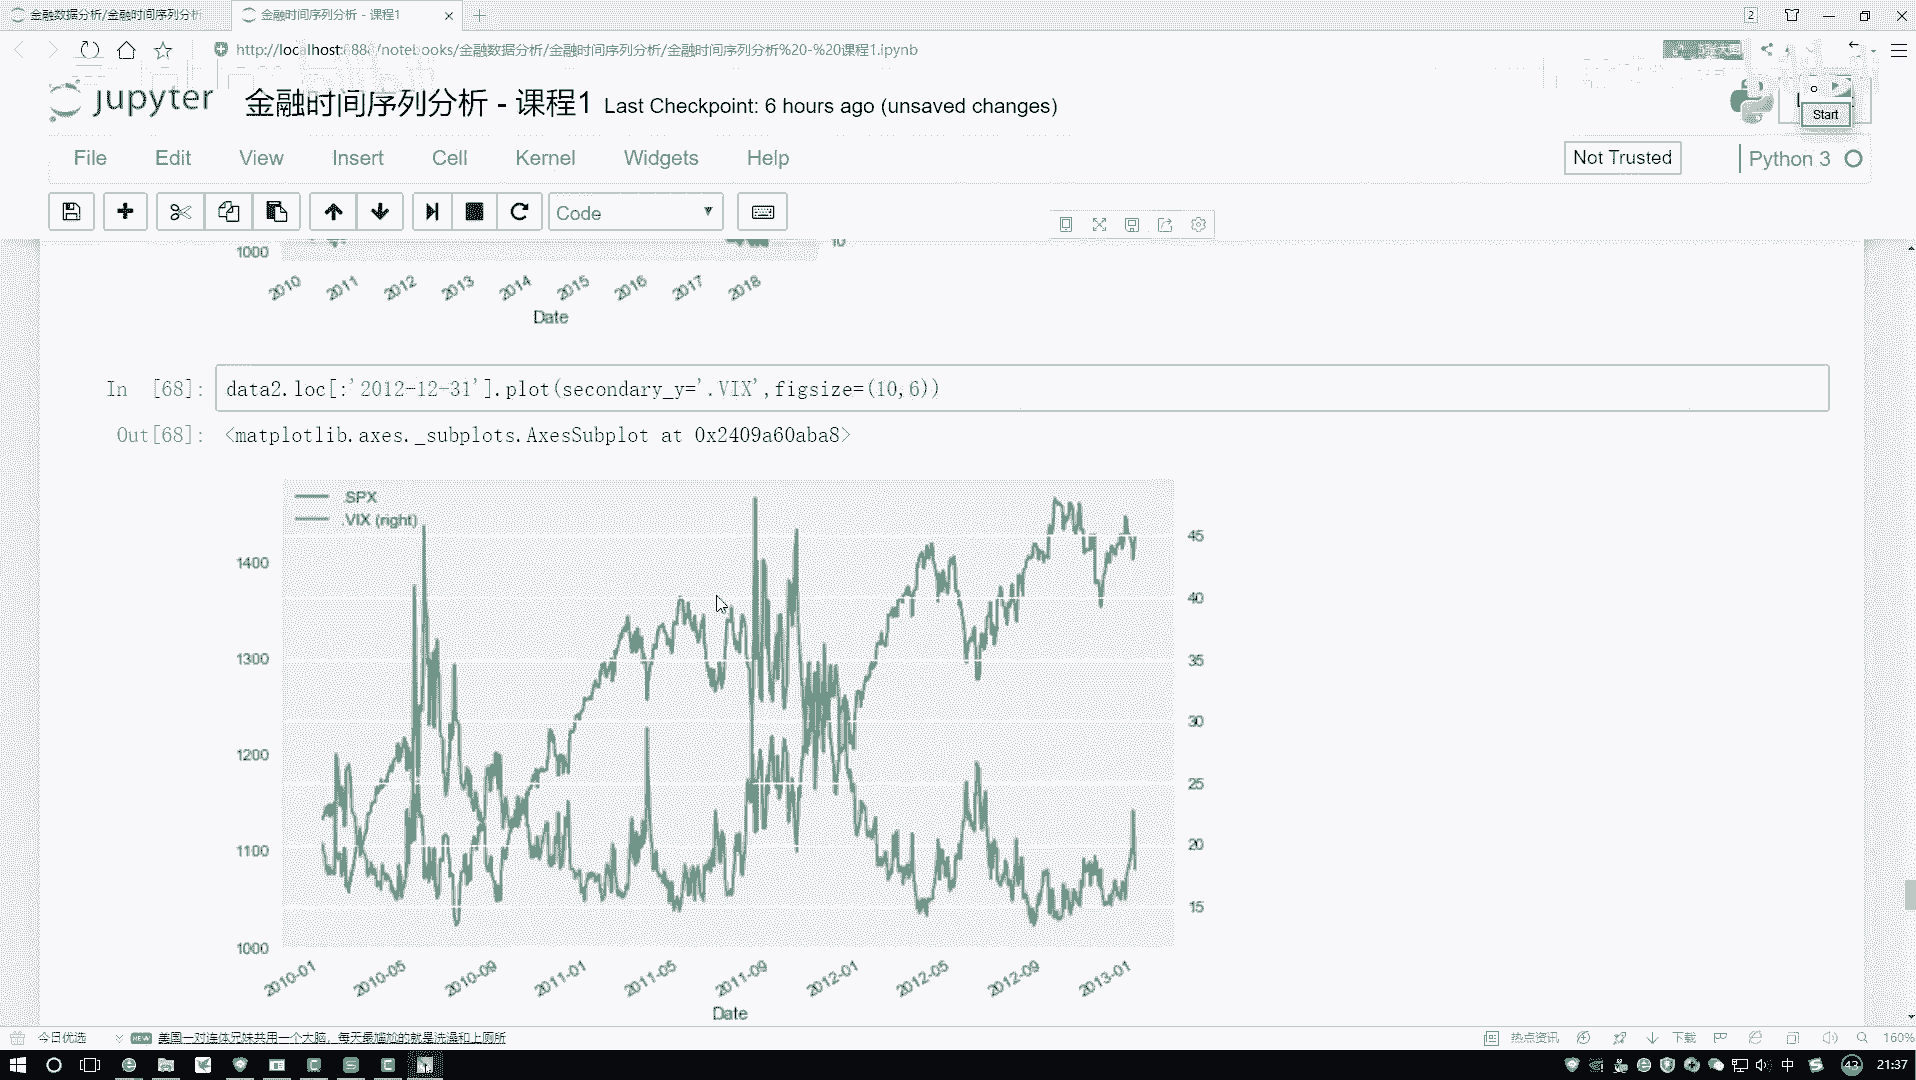 金融数据分析/金融时间序列分析
金融时间序列分析 - 课程1
2
http://localhost:888/notebooks/金融数据分析/金融时间序列分析/金融时间序列分析%20-%20课程1.ipynb
jupyter 金融时间序列分析 - 课程1 Last Checkpoint: 6 hours ago (unsaved changes)
Start
File Edit View Insert Cell Kernel Widgets Help
Not Trusted
Python 3
Code
1000
10
2010 2011 2012 2013 2014 2015 2016 2017 2018
Date
In [68]: data2.loc[:'2012-12-31'].plot(secondary_y='.VIX',figsize=(10,6))
Out[68]: <matplotlib.axes._subplots.AxesSubplot at 0x2409a60aba8>
.SPX
.VIX (right)
1400
1300
1200
1100
1000
45
40
35
30
25
20
15
2010-01 2010-05 2010-09 2011-01 2011-05 2011-09 2012-01 2012-05 2012-09 2013-01
Date
今日优选
NEW
美国一对连体兄妹共用一个大脑，每天最尴尬的就是洗澡和上厕所
热点资讯
下载
160%
中
43
21:37